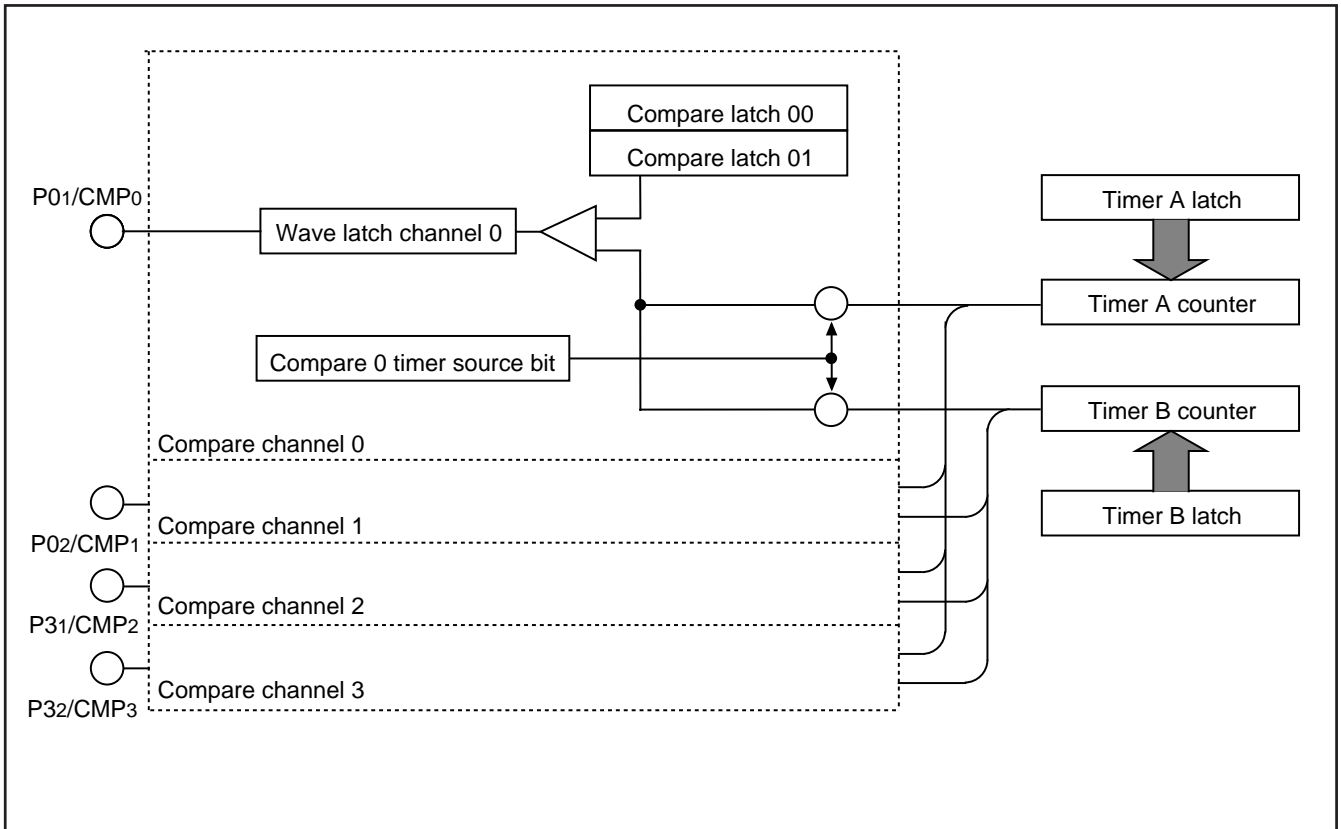 Compare latch 00
Compare latch 01
P01/CMP0
Wave latch channel 0
Timer A latch
Timer A counter
Compare 0 timer source bit
Timer B counter
Compare channel 0
Timer B latch
Compare channel 1
P02/CMP1
Compare channel 2
P31/CMP2
Compare channel 3
P32/CMP3